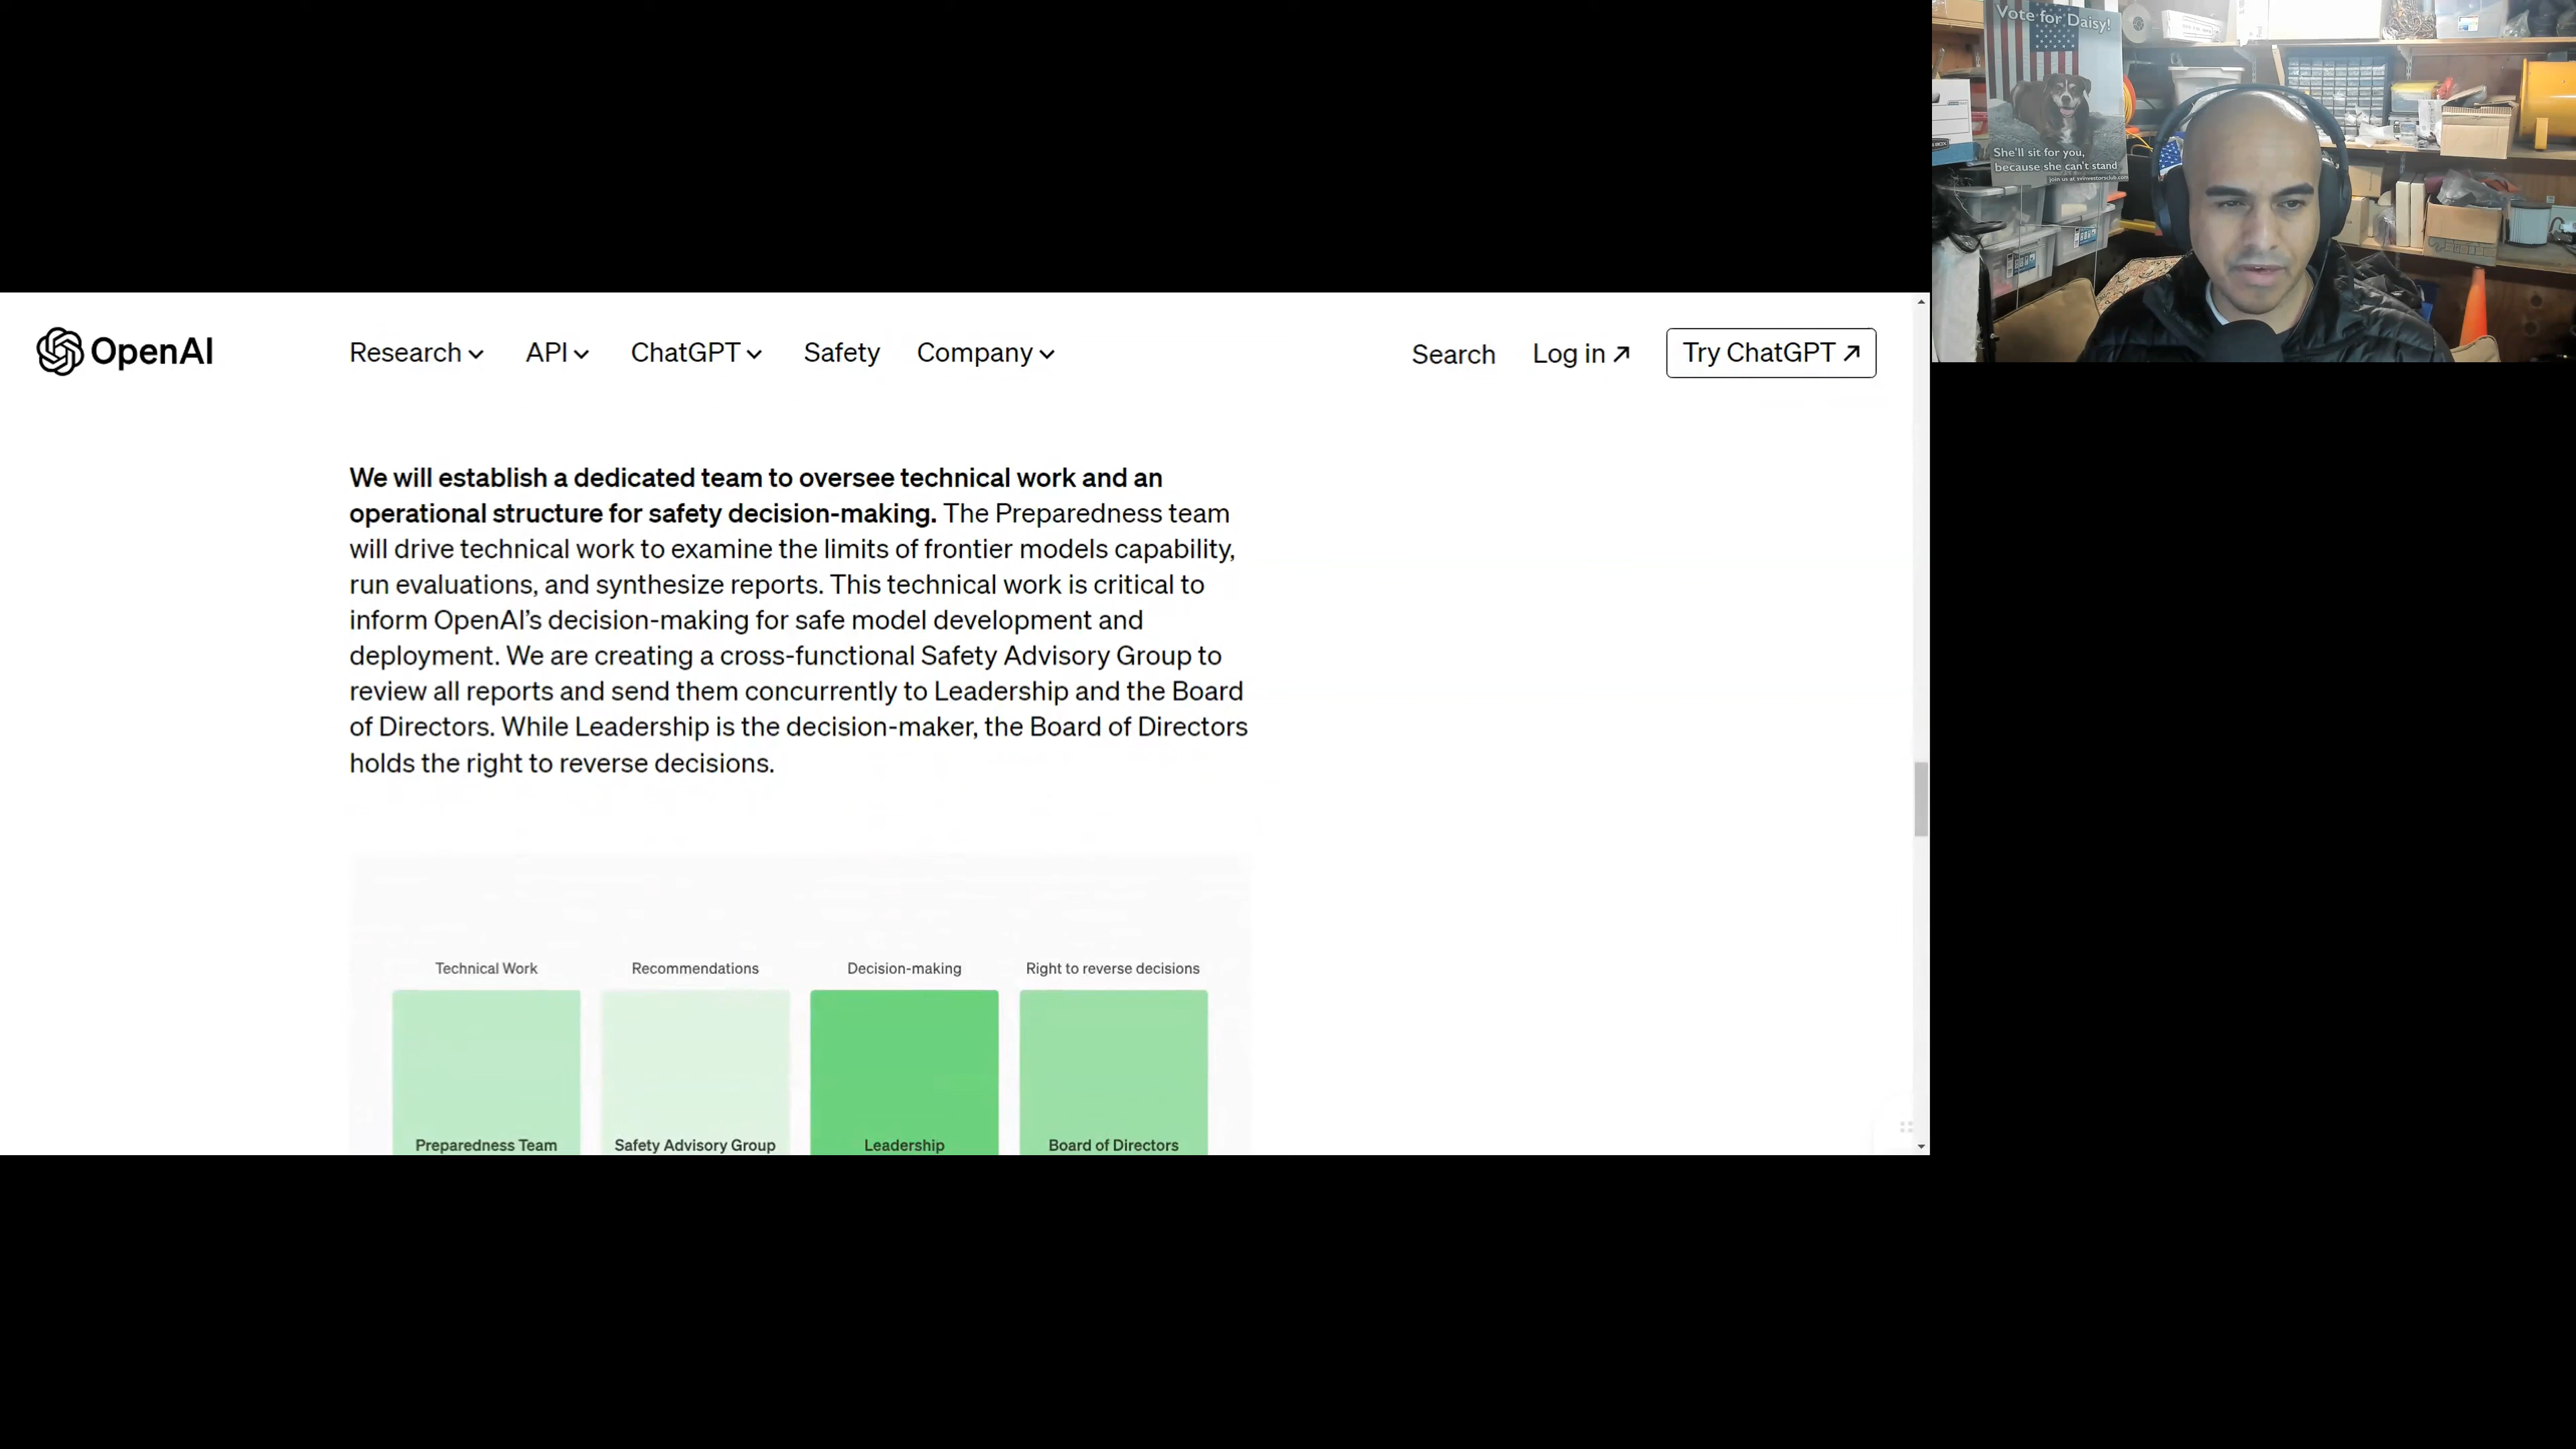 OpenAI
Research
API
ChatGPT
Safety
Company
Search
Log in
Try ChatGPT
We will establish a dedicated team to oversee technical work and an
operational structure for safety decision-making. The Preparedness team
will drive technical work to examine the limits of frontier models capability,
run evaluations, and synthesize reports. This technical work is critical to
inform OpenAI’s decision-making for safe model development and
deployment. We are creating a cross-functional Safety Advisory Group to
review all reports and send them concurrently to Leadership and the Board
of Directors. While Leadership is the decision-maker, the Board of Directors
holds the right to reverse decisions.
Technical Work
Recommendations
Decision-making
Right to reverse decisions
Preparedness Team
Safety Advisory Group
Leadership
Board of Directors
Vote for Daisy!
She'll sit for you,
because she can't stand
join us at svinvestorsclub.com